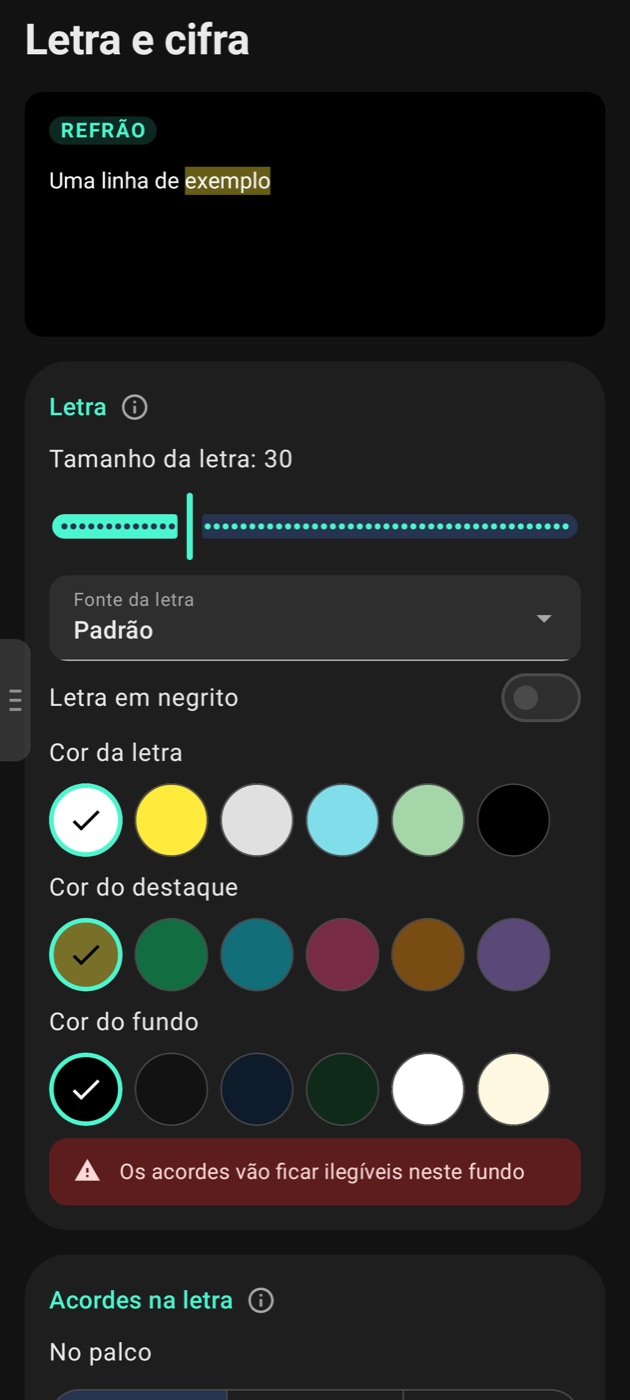 Letra e cifra
REFRÃO
Uma linha de exemplo
Letra
Tamanho da letra: 30
Fonte da letra
Padrão
Letra em negrito
Cor da letra
Cor do destaque
Cor do fundo
Os acordes vão ficar ilegíveis neste fundo
Acordes na letra
No palco